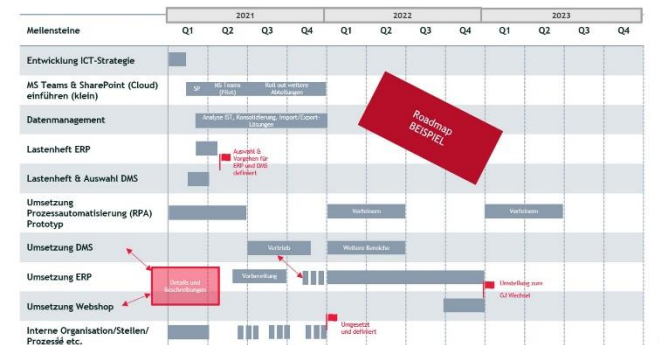 2021 2022 2023
Meilensteine Q1 Q2 Q3 Q4 Q1 Q2 Q3 Q4 Q1 Q2 Q3 Q4
Entwicklung ICT-Strategie
MS Teams & SharePoint (Cloud)
einführen (klein)
SP
MS Teams
(Pilot)
Roll out weitere
Abteilungen
Datenmanagement
Analyse IST, Konsolidierung, Import/Export-
Lösungen
Roadmap
BEISPIEL
Lastenheft ERP
Auswahl &
Vorgehen für
ERP und DMS
definiert
Lastenheft & Auswahl DMS
Umsetzung
Prozessautomatisierung (RPA)
Prototyp
Verfeinern
Verfeinern
Umsetzung DMS
Vertrieb
Weitere Bereiche
Umsetzung ERP
Details und
Beschreibungen
Vorbereitung
Umstellung zum
GJ Wechsel
Umsetzung Webshop
Interne Organisation/Stellen/
Prozesse etc.
Umgesetzt
und definiert